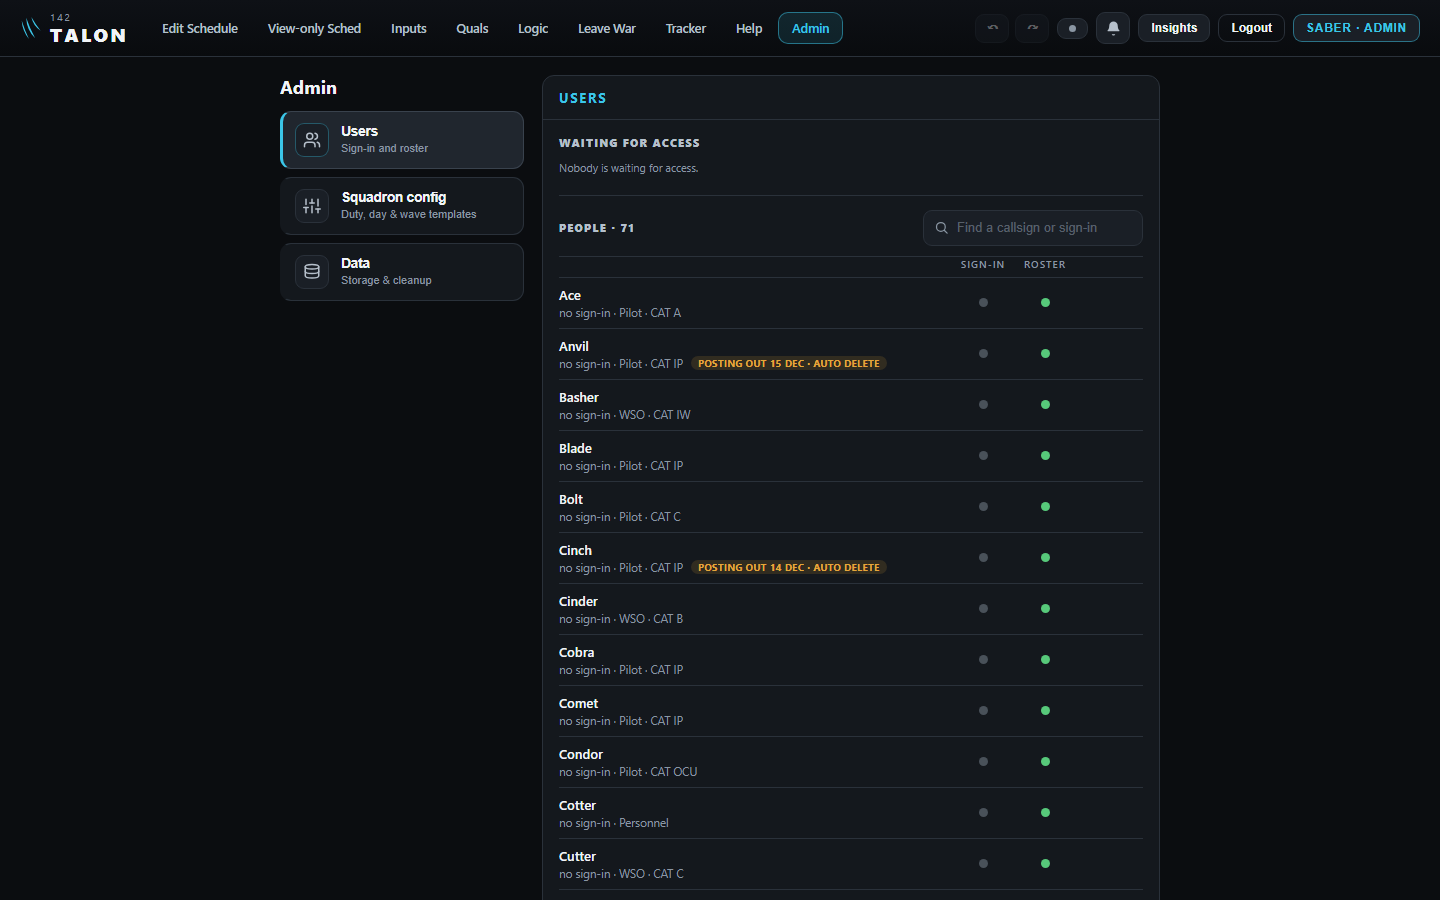 142
TALON
Edit Schedule
View-only Sched
Inputs
Quals
Logic
Leave War
Tracker
Help
Admin
Insights
Logout
SABER · ADMIN
Admin
Users
Sign-in and roster
Squadron config
Duty, day & wave templates
Data
Storage & cleanup
USERS
WAITING FOR ACCESS
Nobody is waiting for access.
PEOPLE · 71
Find a callsign or sign-in
SIGN-IN ROSTER
Ace
no sign-in · Pilot · CAT A
Anvil
no sign-in · Pilot · CAT IP POSTING OUT 15 DEC · AUTO DELETE
Basher
no sign-in · WSO · CAT IW
Blade
no sign-in · Pilot · CAT IP
Bolt
no sign-in · Pilot · CAT C
Cinch
no sign-in · Pilot · CAT IP POSTING OUT 14 DEC · AUTO DELETE
Cinder
no sign-in · WSO · CAT B
Cobra
no sign-in · Pilot · CAT IP
Comet
no sign-in · Pilot · CAT IP
Condor
no sign-in · Pilot · CAT OCU
Cotter
no sign-in · Personnel
Cutter
no sign-in · WSO · CAT C